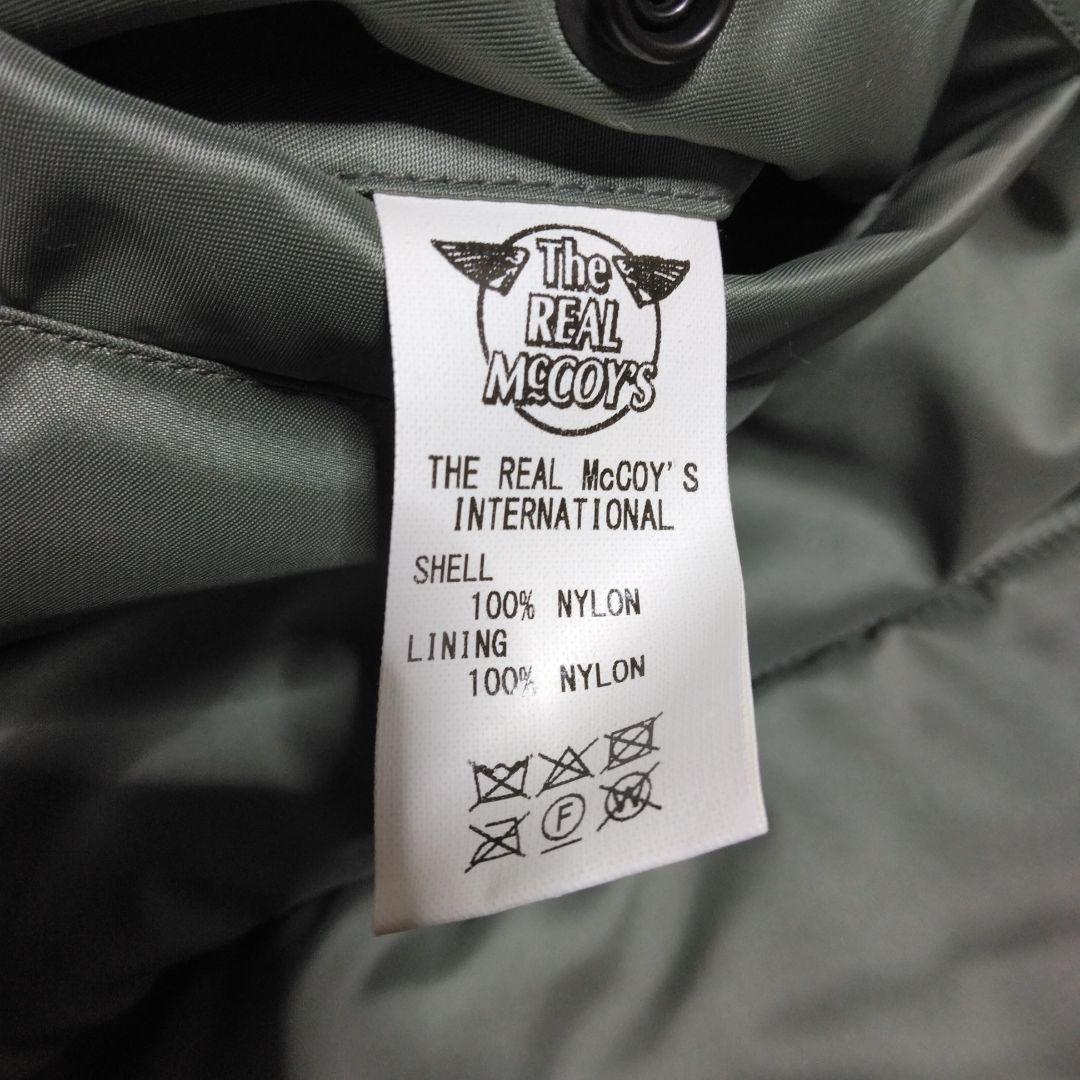 The
REAL
McCOY'S
THE REAL McCOY'S
INTERNATIONAL
SHELL
100% NYLON
LINING
100% NYLON
F
W